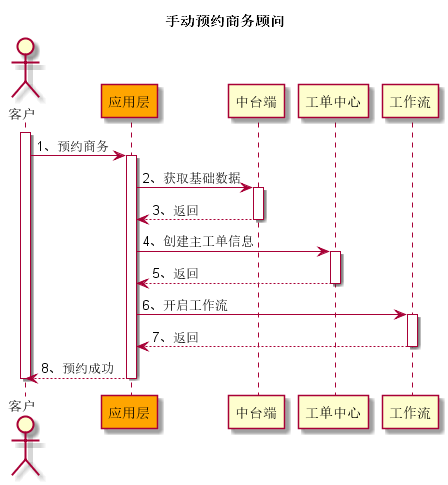 手动预约商务顾问
客户
应用层
中台端
工单中心
工作流
1、预约商务
2、获取基础数据
3、返回
4、创建主工单信息
5、返回
6、开启工作流
7、返回
8、预约成功
客户
应用层
中台端
工单中心
工作流